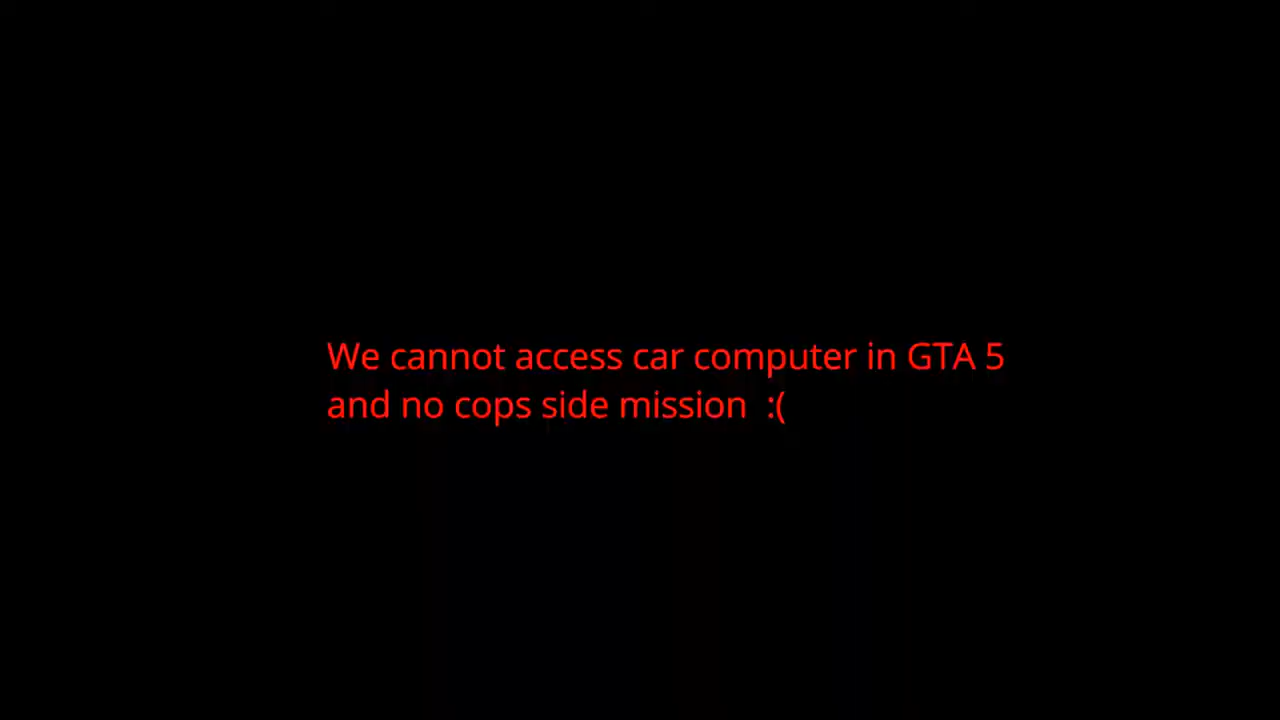 We cannot access car computer in GTA 5
and no cops side mission  :(